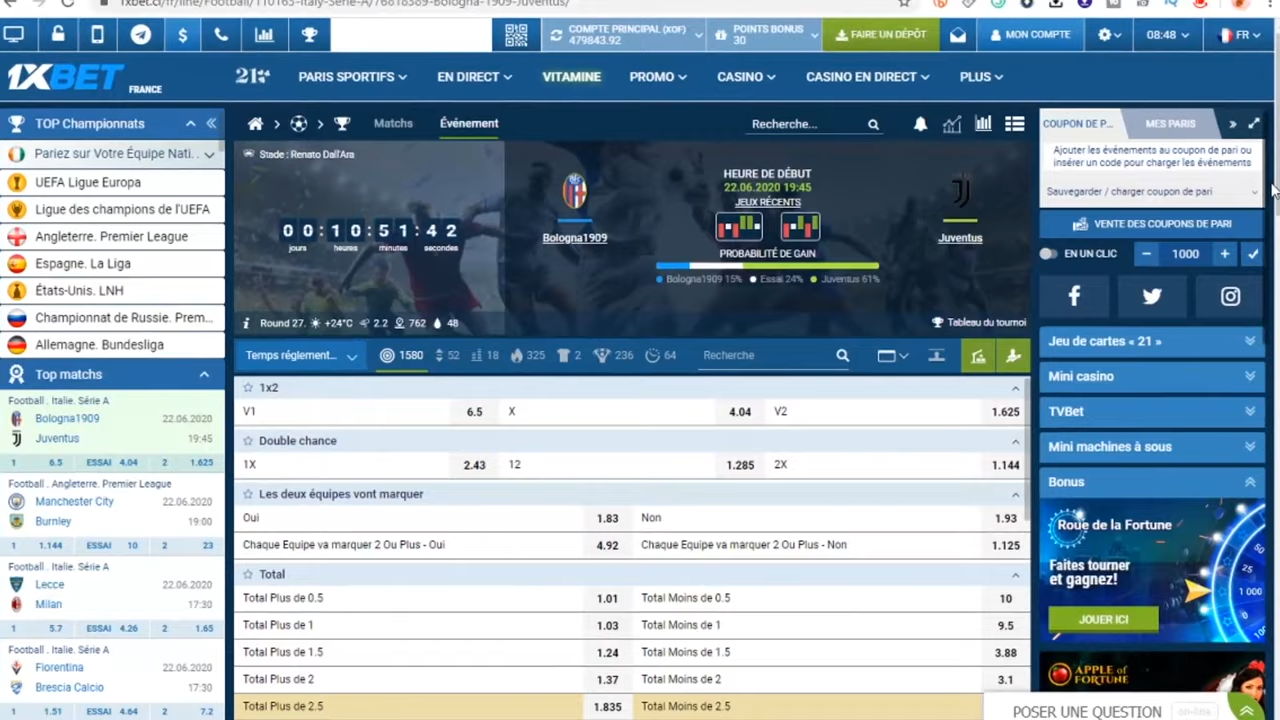 1xbet.ci/fr/line/Football/110163-Italy-Serie-A/76818389-Bologna-1909-Juventus/
$
COMPTE PRINCIPAL (XOF)
479843.92
POINTS BONUS
30
FAIRE UN DÉPÔT
MON COMPTE
08:48
FR
1XBET
FRANCE
21
PARIS SPORTIFS
EN DIRECT
VITAMINE
PROMO
CASINO
CASINO EN DIRECT
PLUS
TOP Championnats
Pariez sur Votre Équipe Nati..
UEFA Ligue Europa
Ligue des champions de l'UEFA
Angleterre. Premier League
Espagne. La Liga
États-Unis. LNH
Championnat de Russie. Prem...
Allemagne. Bundesliga
Top matchs
Football . Italie. Série A
Bologna1909 22.06.2020
Juventus 19:45
1 6.5 ESSAI 4.04 2 1.625
Football . Angleterre. Premier League
Manchester City 22.06.2020
Burnley 19:00
1 1.144 ESSAI 10 2 23
Football . Italie. Série A
Lecce 22.06.2020
Milan 17:30
1 5.7 ESSAI 4.26 2 1.65
Football . Italie. Série A
Fiorentina 22.06.2020
Brescia Calcio 17:30
1 1.51 ESSAI 4.64 2 7.2
Matchs
Événement
Recherche...
Stade : Renato Dall'Ara
00:10:51:42
jours heures minutes secondes
Bologna1909
HEURE DE DÉBUT
22.06.2020 19:45
JEUX RÉCENTS
PROBABILITÉ DE GAIN
Bologna1909 15% Essai 24% Juventus 61%
Juventus
Round 27. +24°C 2.2 762 48
Tableau du tournoi
Temps réglement...
1580 52 18 325 2 236 64
Recherche
1x2
V1 6.5 X 4.04 V2 1.625
Double chance
1X 2.43 12 1.285 2X 1.144
Les deux équipes vont marquer
Oui 1.83 Non 1.93
Chaque Equipe va marquer 2 Ou Plus - Oui 4.92 Chaque Equipe va marquer 2 Ou Plus - Non 1.125
Total
Total Plus de 0.5 1.01 Total Moins de 0.5 10
Total Plus de 1 1.03 Total Moins de 1 9.5
Total Plus de 1.5 1.24 Total Moins de 1.5 3.88
Total Plus de 2 1.37 Total Moins de 2 3.1
Total Plus de 2.5 1.835 Total Moins de 2.5
COUPON DE P...
MES PARIS
Ajouter les événements au coupon de pari ou
insérer un code pour charger les événements
Sauvegarder / charger coupon de pari
VENTE DES COUPONS DE PARI
EN UN CLIC
1000
Jeu de cartes « 21 »
Mini casino
TVBet
Mini machines à sous
Bonus
Roue de la Fortune
Faites tourner
et gagnez!
JOUER ICI
50
25
1 000
APPLE of
FORTUNE
POSER UNE QUESTION on-line